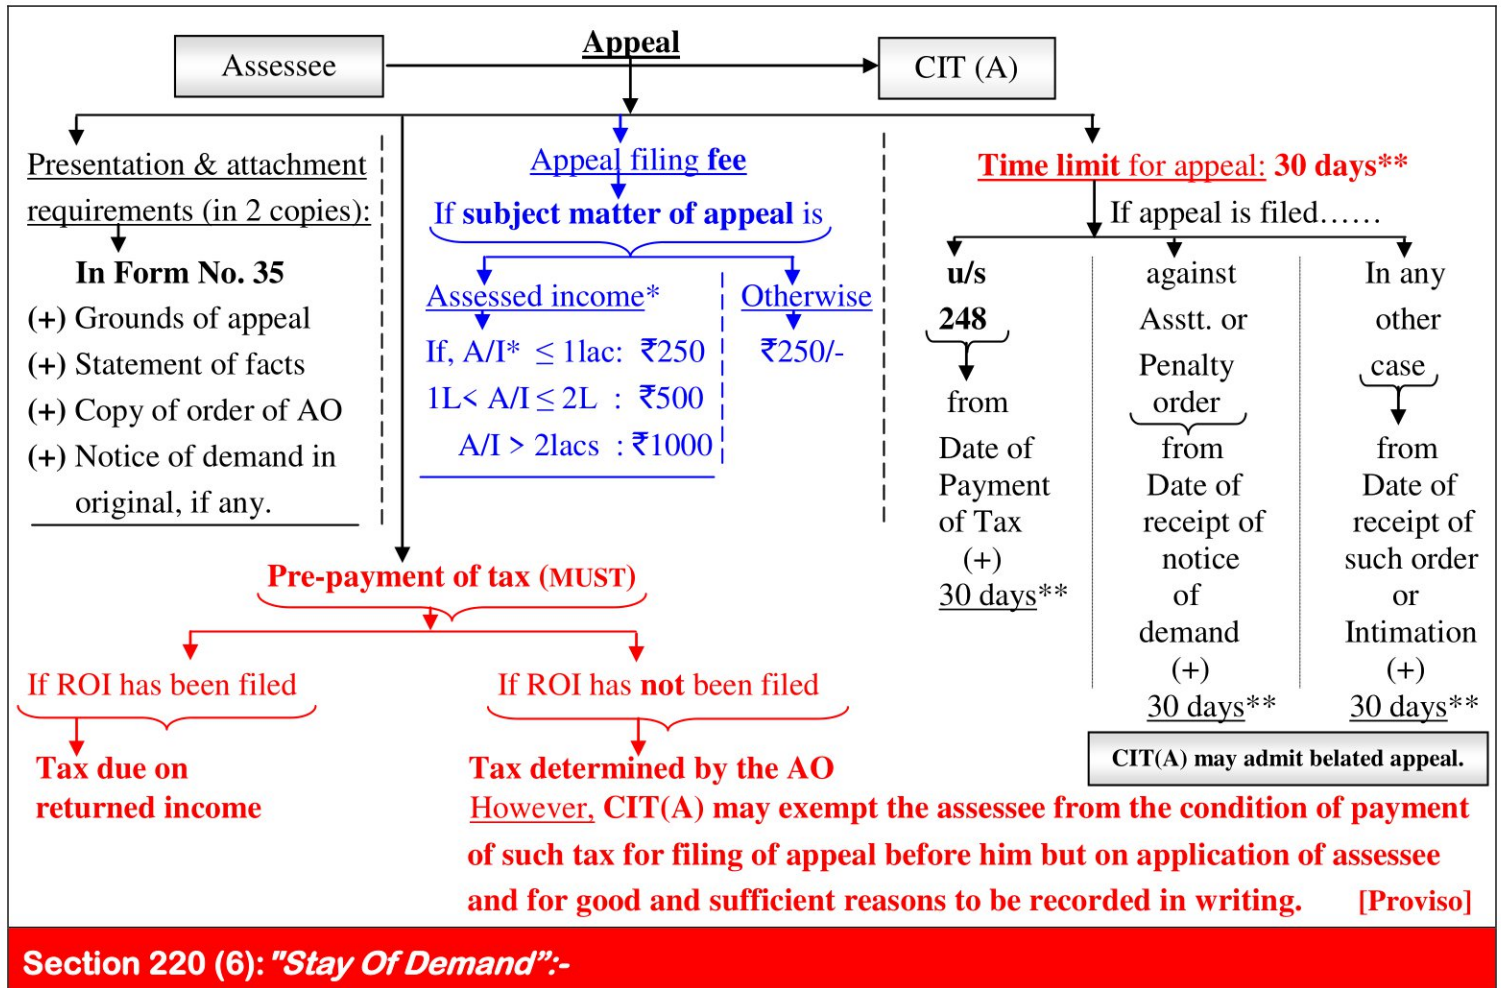 Appeal
Assessee
CIT (A)
Presentation & attachment
requirements (in 2 copies):
In Form No. 35
(+) Grounds of appeal
(+) Statement of facts
(+) Copy of order of AO
(+) Notice of demand in
original, if any.
Appeal filing fee
If subject matter of appeal is
Assessed income*
If, A/I* ≤ 1lac: ₹250
1L< A/I ≤ 2L : ₹500
A/I > 2lacs : ₹1000
Otherwise
₹250/-
Time limit for appeal: 30 days**
If appeal is filed……
u/s
248
from
Date of
Payment
of Tax
(+)
30 days**
against
Asstt. or
Penalty
order
from
Date of
receipt of
notice
of
demand
(+)
30 days**
In any
other
case
from
Date of
receipt of
such order
or
Intimation
(+)
30 days**
CIT(A) may admit belated appeal.
Pre-payment of tax (MUST)
If ROI has been filed
Tax due on
returned income
If ROI has not been filed
Tax determined by the AO
However, CIT(A) may exempt the assessee from the condition of payment
of such tax for filing of appeal before him but on application of assessee
and for good and sufficient reasons to be recorded in writing. [Proviso]
Section 220 (6): "Stay Of Demand”:-